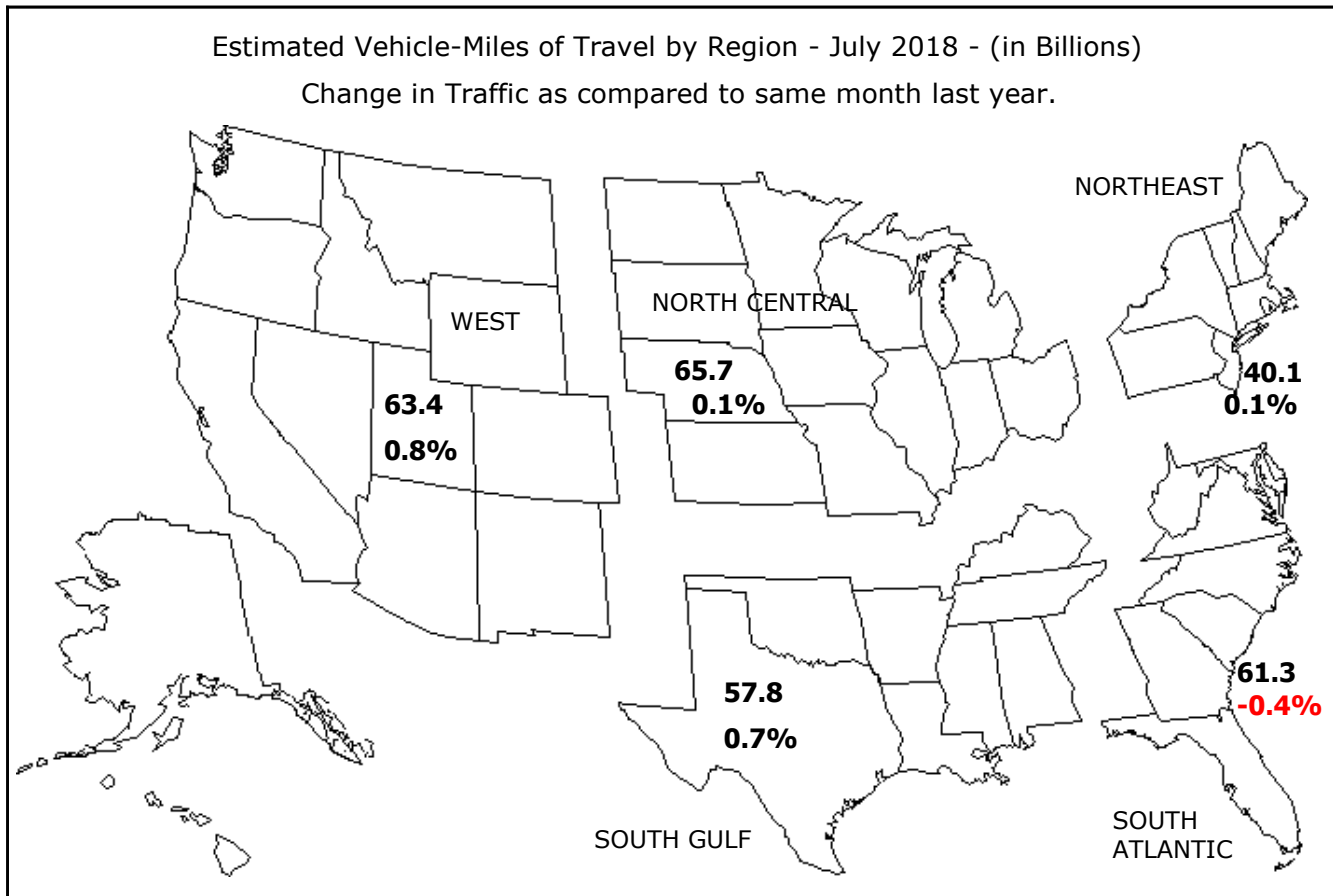 Estimated Vehicle-Miles of Travel by Region - July 2018 - (in Billions)
Change in Traffic as compared to same month last year.
NORTHEAST
WEST
NORTH CENTRAL
63.4
0.8%
65.7
0.1%
40.1
0.1%
57.8
0.7%
61.3
-0.4%
SOUTH GULF
SOUTH
ATLANTIC